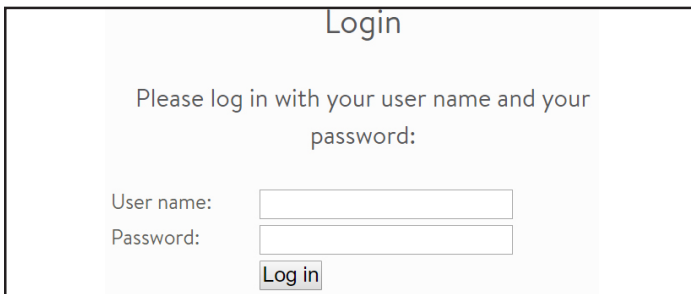 Login
Please log in with your user name and your
password:
User name:
Password:
Log in